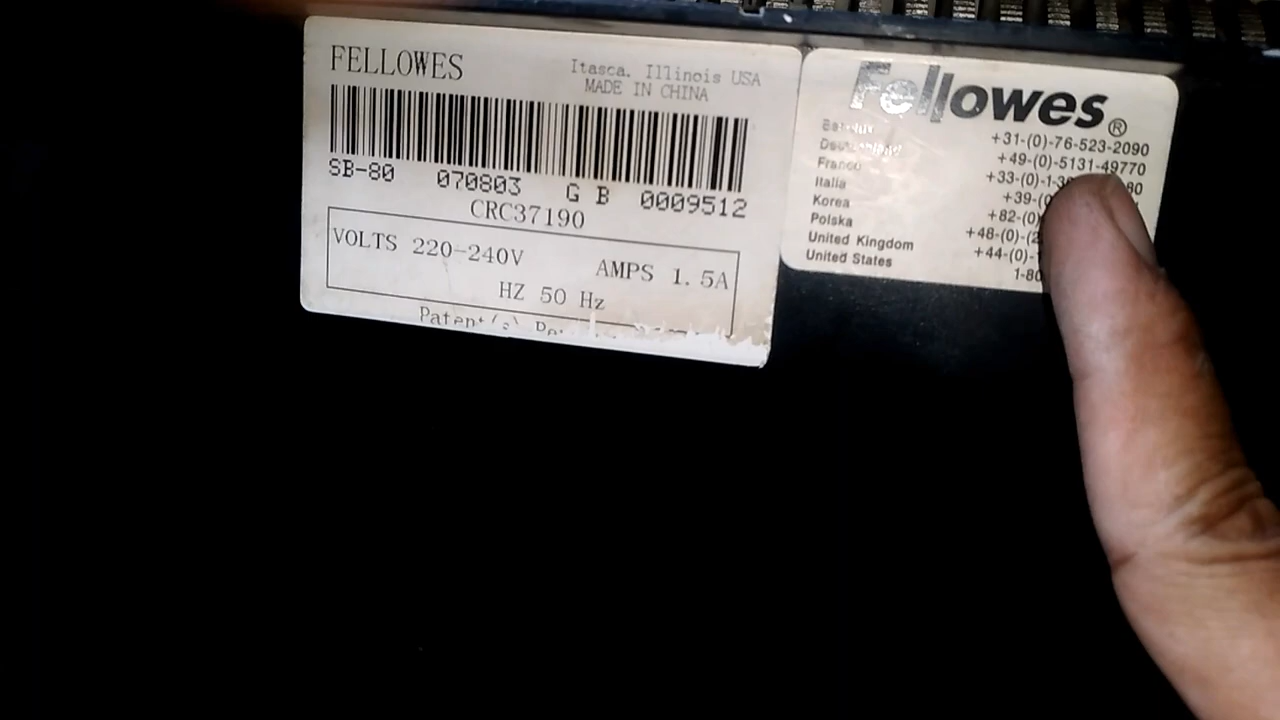 FELLOWES
Itasca. Illinois USA
MADE IN CHINA
SB-80 070803 G B 0009512
CRC37190
VOLTS 220-240V
AMPS 1.5A
HZ 50 Hz
Fellowes®
+31-(0)-76-523-2090
Deutschland +49-(0)-5131-49770
France +33-(0)-1-
Italia +39-(0)
Korea +82-(0)
Polska +48-(0)-
United Kingdom +44-(0)-
United States 1-80